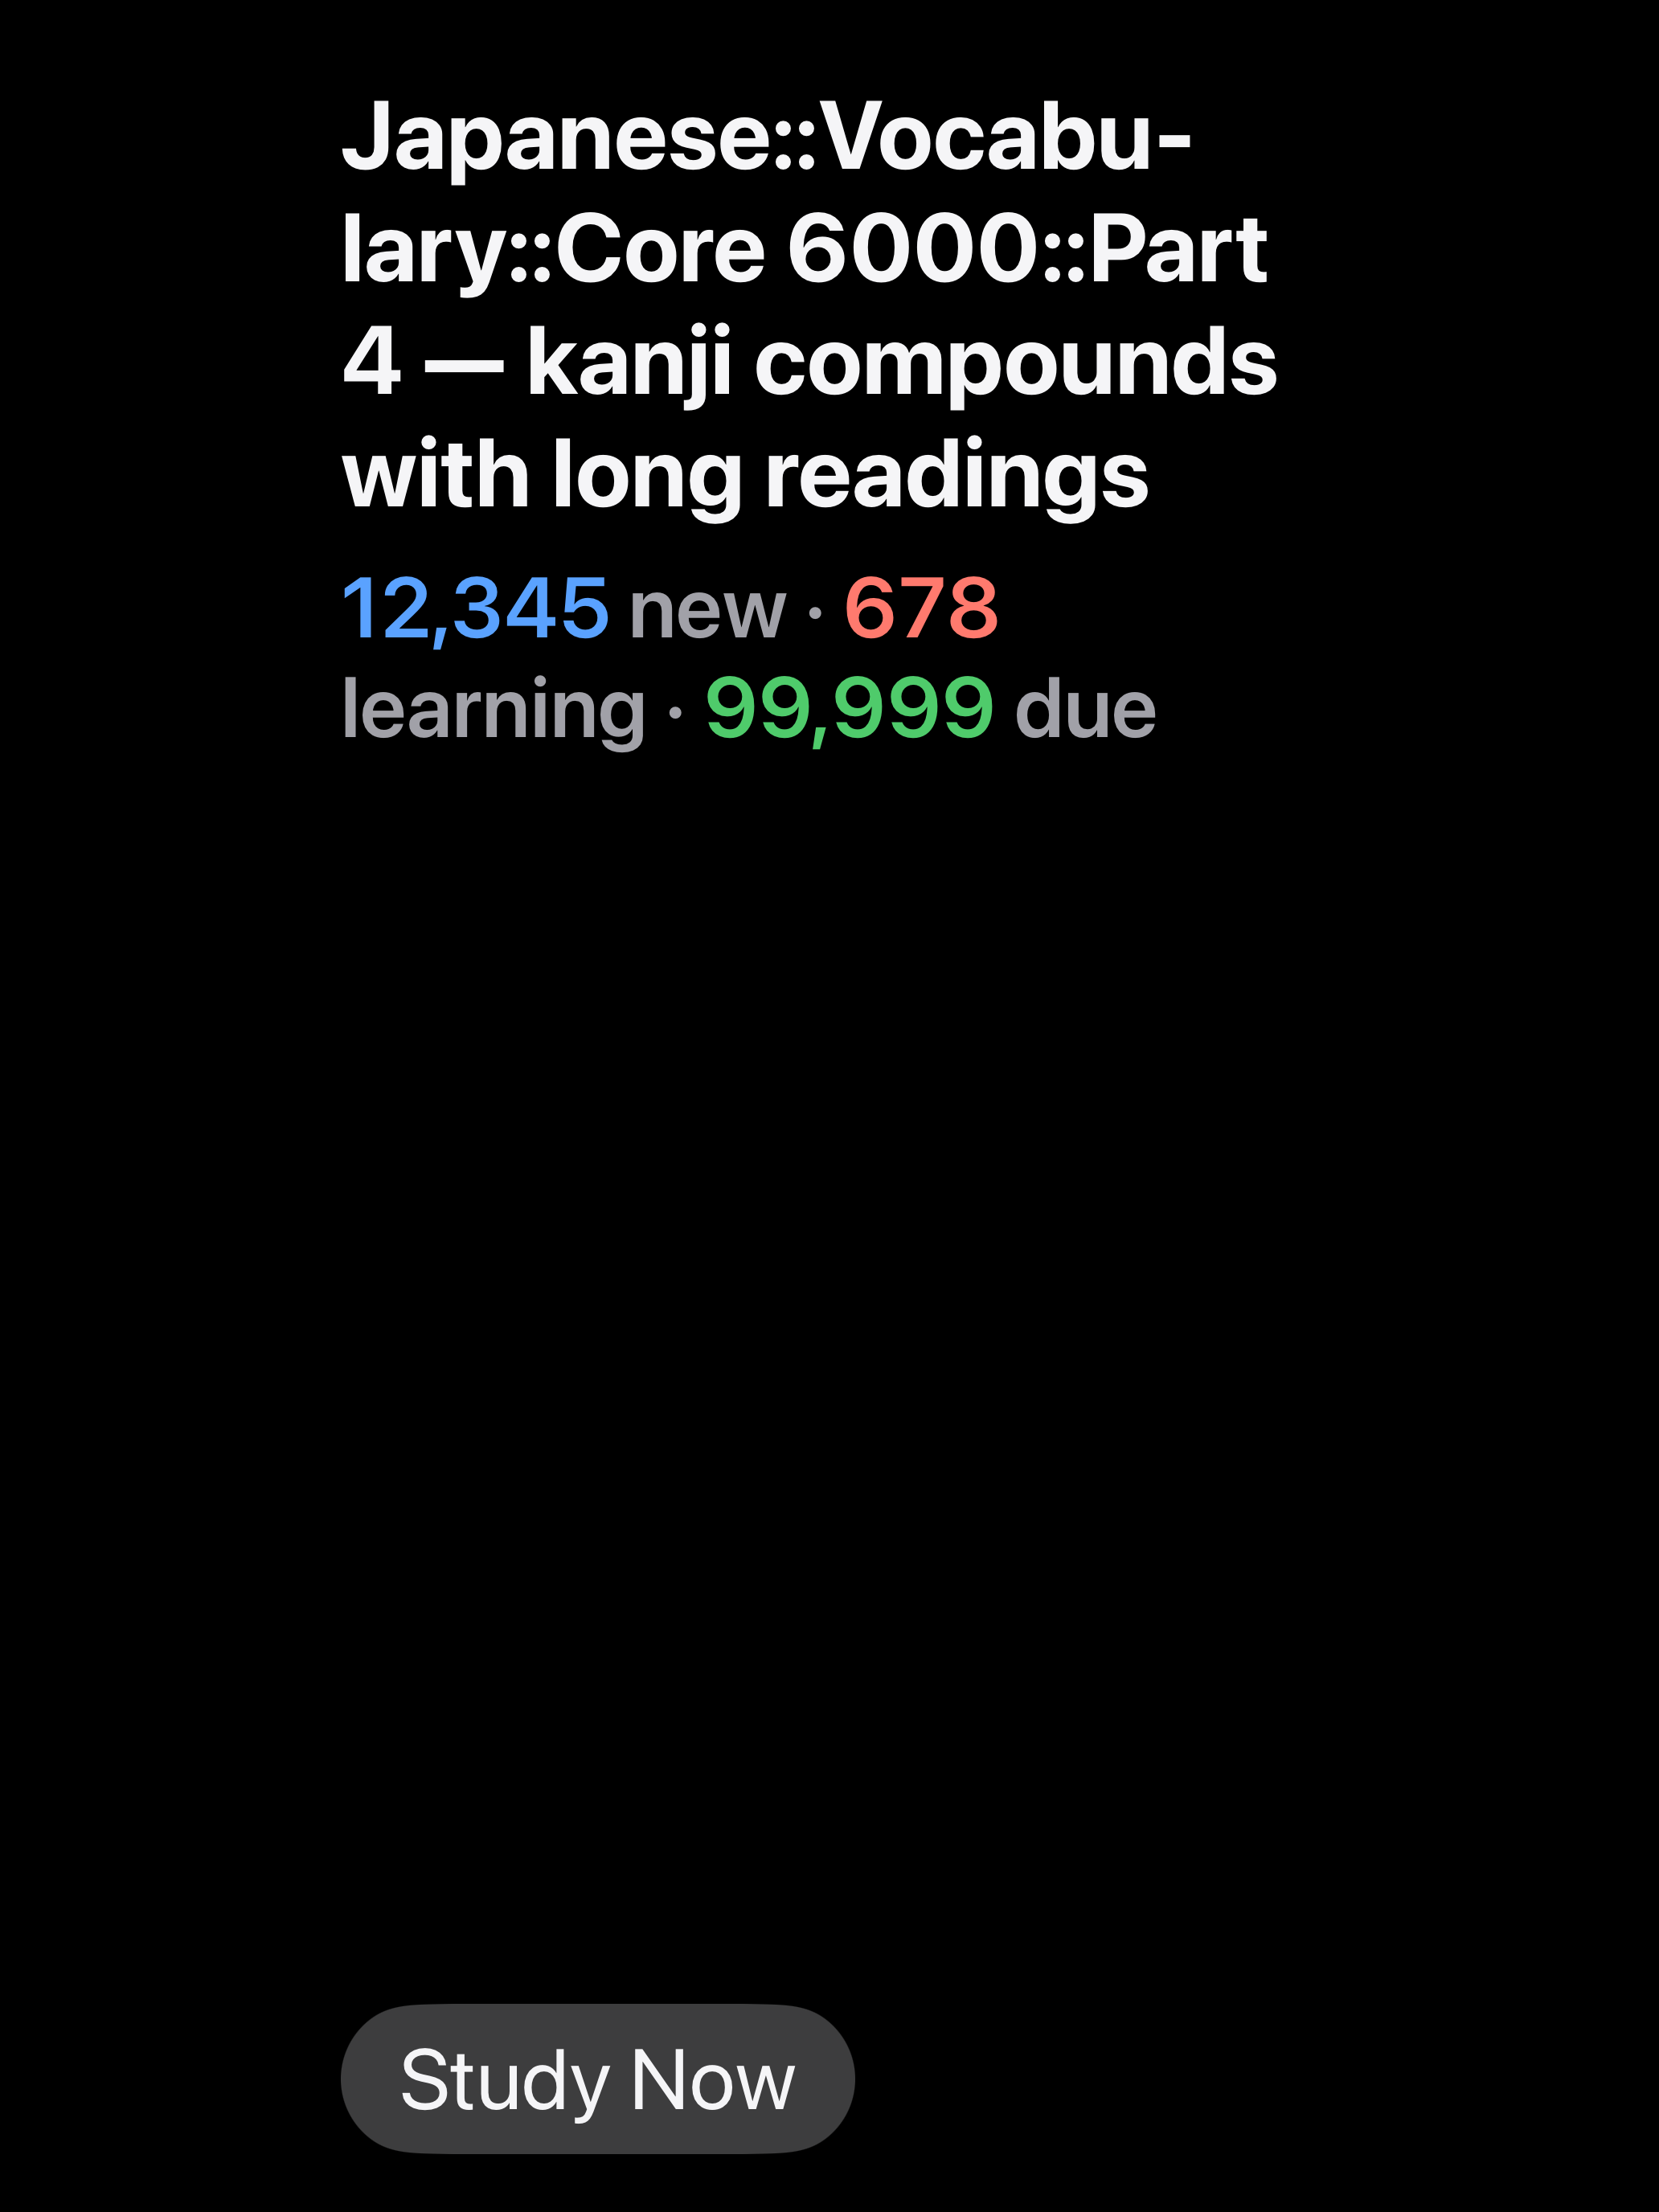 Japanese::Vocabu-
lary::Core 6000::Part
4 — kanji compounds
with long readings
12,345 new · 678
learning · 99,999 due
Study Now